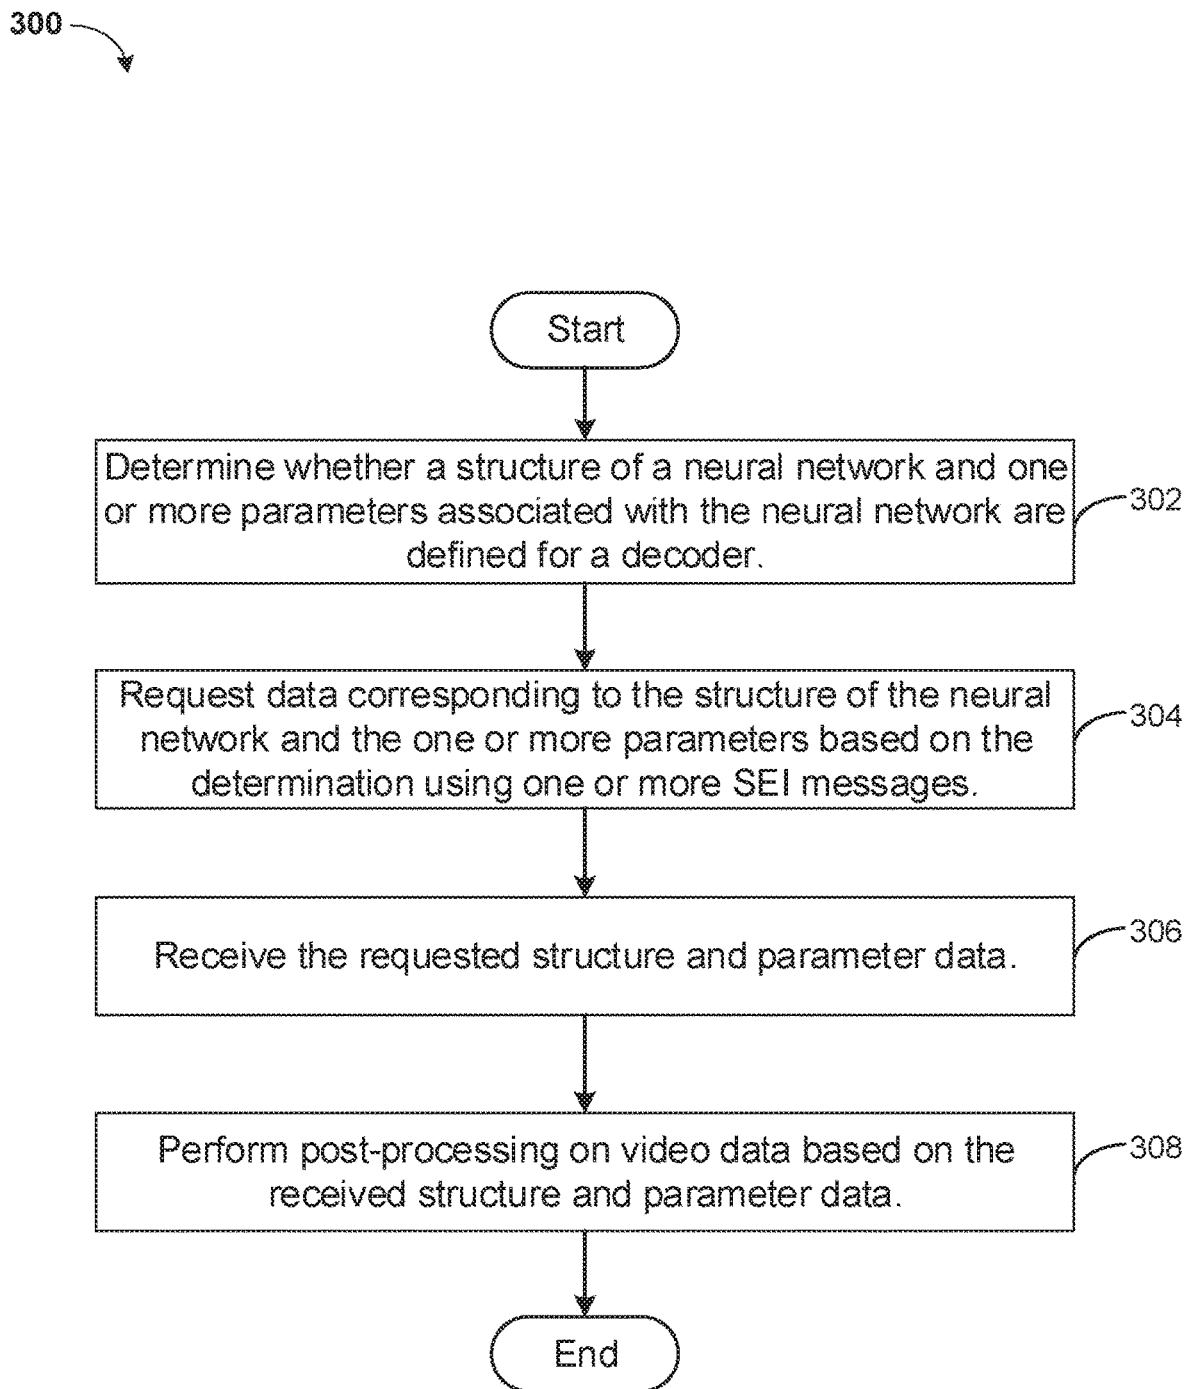 300
Start
Determine whether a structure of a neural network and one
or more parameters associated with the neural network are
defined for a decoder.
302
Request data corresponding to the structure of the neural
network and the one or more parameters based on the
determination using one or more SEI messages.
304
Receive the requested structure and parameter data.
306
Perform post-processing on video data based on the
received structure and parameter data.
308
End